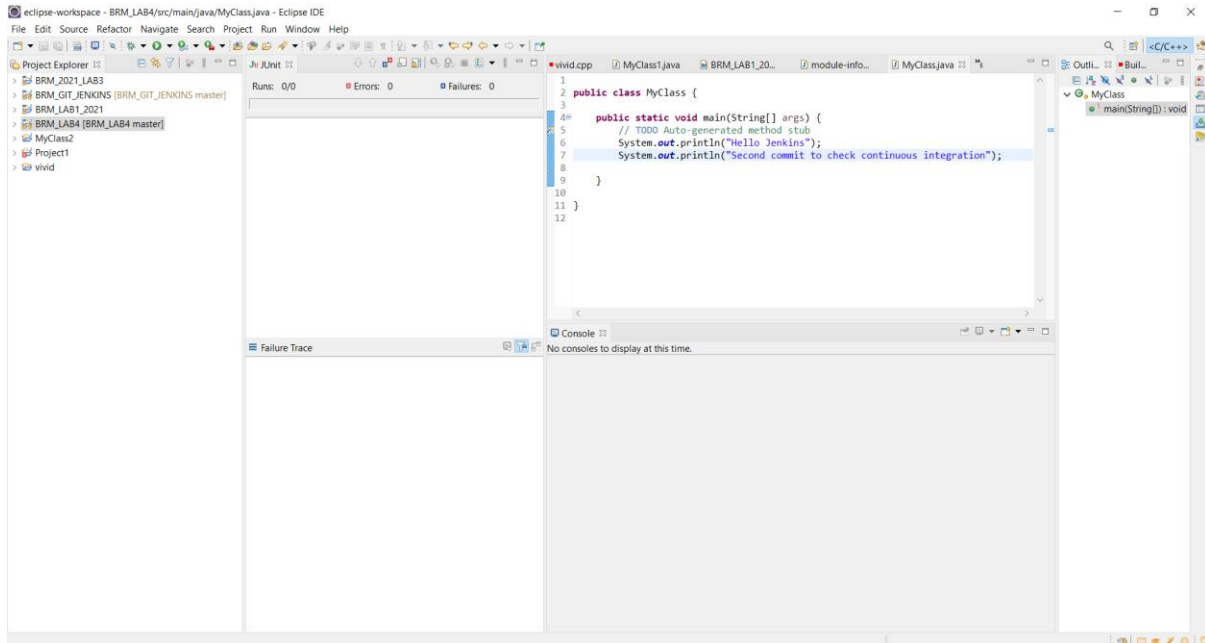 eclipse-workspace - BRM_LAB4/src/main/java/MyClass.java - Eclipse IDE
File Edit Source Refactor Navigate Search Project Run Window Help
<C/C++>
Project Explorer
BRM_2021_LAB3
BRM_GIT_JENKINS [BRM_GIT_JENKINS master]
BRM_LAB1_2021
BRM_LAB4 [BRM_LAB4 master]
MyClass2
Project1
vivid
JUnit
Runs: 0/0 Errors: 0 Failures: 0
Failure Trace
vivid.cpp MyClass1.java BRM_LAB1_20... module-info... MyClass.java
1
2 public class MyClass {
3
4 public static void main(String[] args) {
5 // TODO Auto-generated method stub
6 System.out.println("Hello Jenkins");
7 System.out.println("Second commit to check continuous integration");
8
9 }
10
11 }
12
Console
No consoles to display at this time.
Outli... Buil...
MyClass
main(String[]) : void